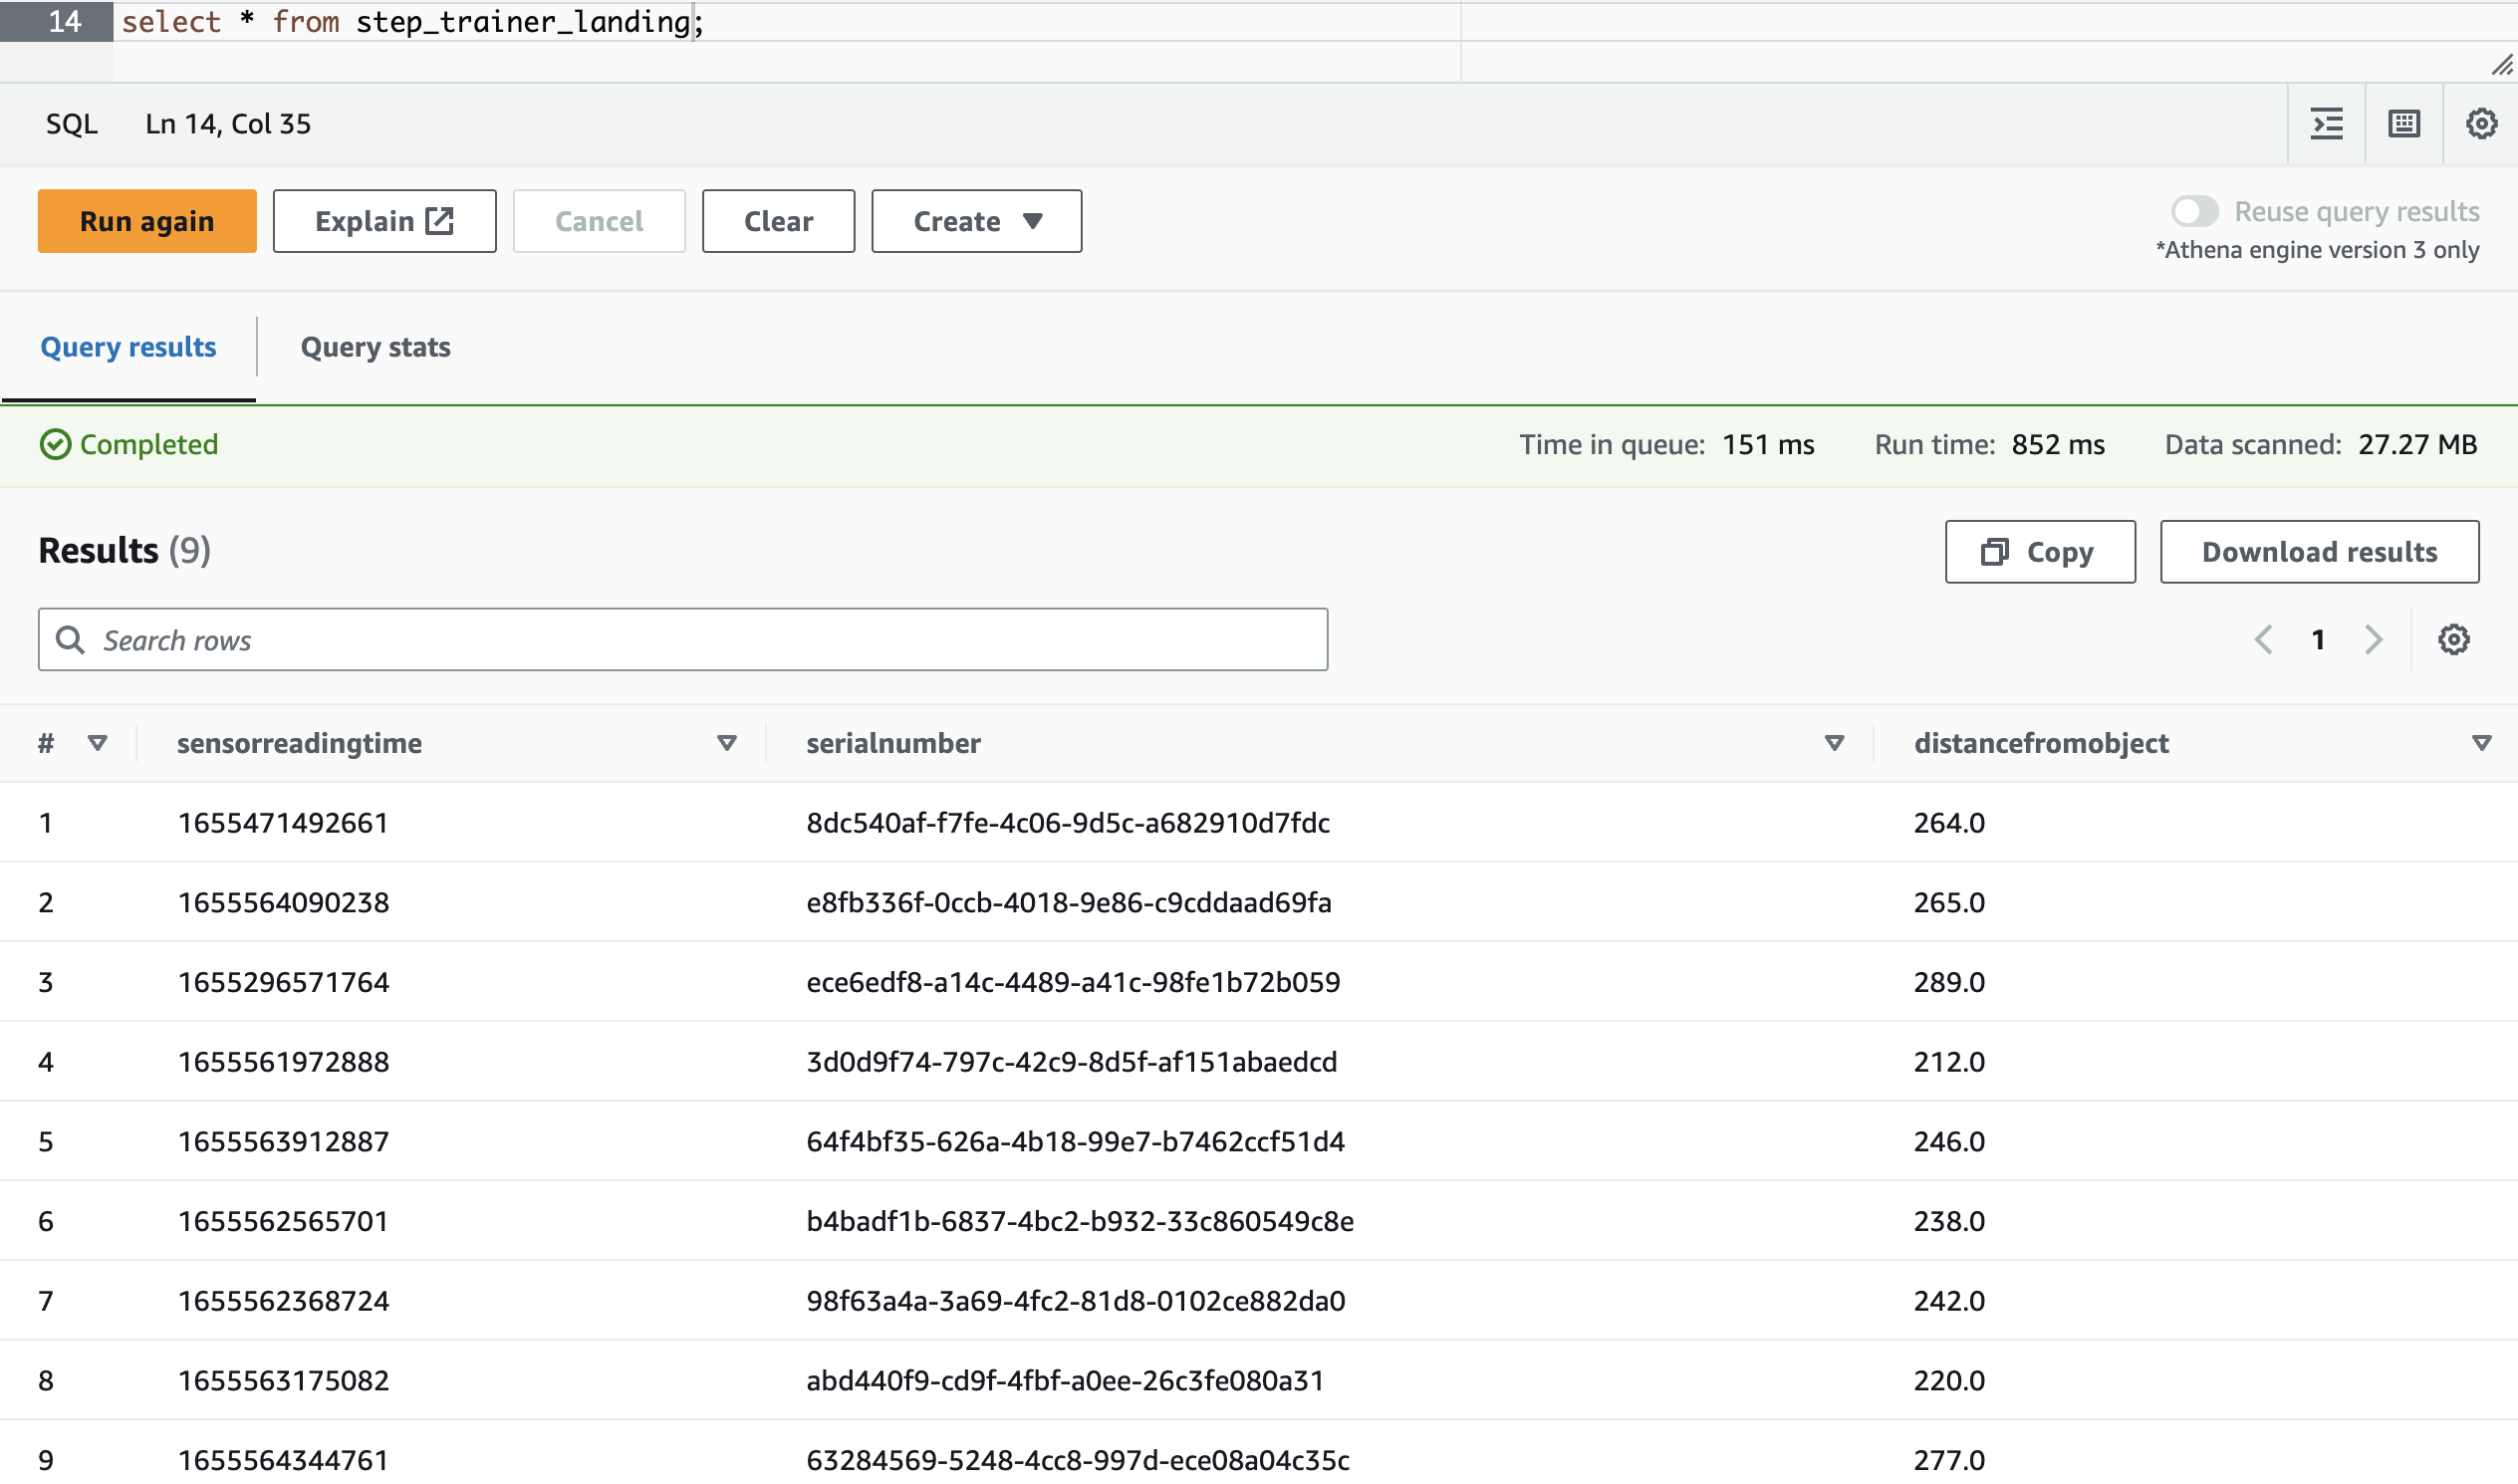 14 select * from step_trainer_landing;
SQL Ln 14, Col 35
Run again Explain Cancel Clear Create Reuse query results
*Athena engine version 3 only
Query results Query stats
Completed Time in queue: 151 ms Run time: 852 ms Data scanned: 27.27 MB
Results (9) Copy Download results
Search rows 1
# sensorreadingtime serialnumber distancefromobject
1 1655471492661 8dc540af-f7fe-4c06-9d5c-a682910d7fdc 264.0
2 1655564090238 e8fb336f-0ccb-4018-9e86-c9cddaad69fa 265.0
3 1655296571764 ece6edf8-a14c-4489-a41c-98fe1b72b059 289.0
4 1655561972888 3d0d9f74-797c-42c9-8d5f-af151abaedcd 212.0
5 1655563912887 64f4bf35-626a-4b18-99e7-b7462ccf51d4 246.0
6 1655562565701 b4badf1b-6837-4bc2-b932-33c860549c8e 238.0
7 1655562368724 98f63a4a-3a69-4fc2-81d8-0102ce882da0 242.0
8 1655563175082 abd440f9-cd9f-4fbf-a0ee-26c3fe080a31 220.0
9 1655564344761 63284569-5248-4cc8-997d-ece08a04c35c 277.0